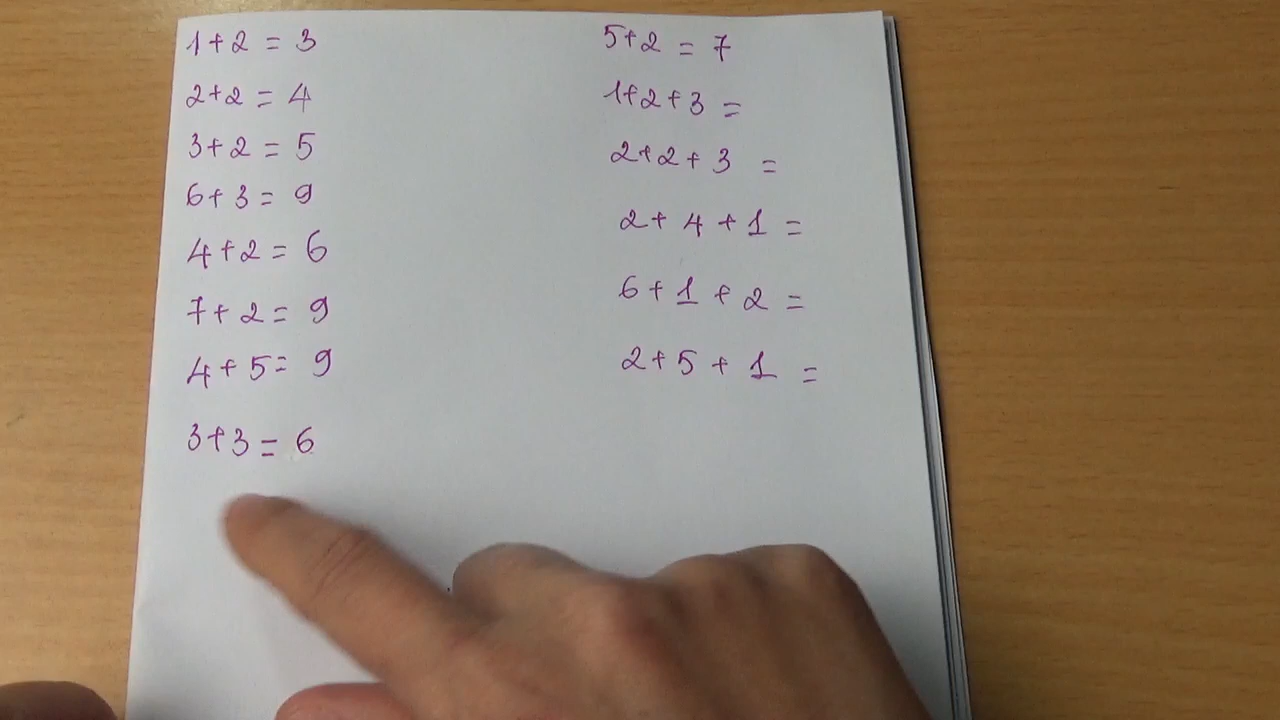 1+2 = 3
2+2 = 4
3+2 = 5
6+3 = 9
4+2 = 6
7+2 = 9
4+5= 9
3+3 = 6
5+2 = 7
1+2+3 =
2+2+3 =
2+4+1 =
6+1+2 =
2+5+1 =